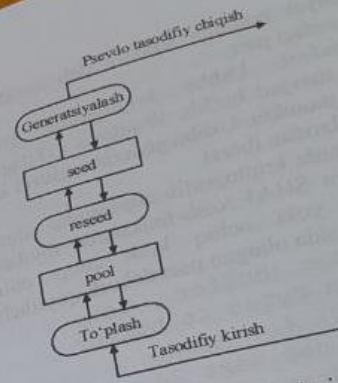 Psevdo tasodifiy chiqish
Generatsiyalash
seed
reseed
pool
To'plash
Tasodifiy kirish